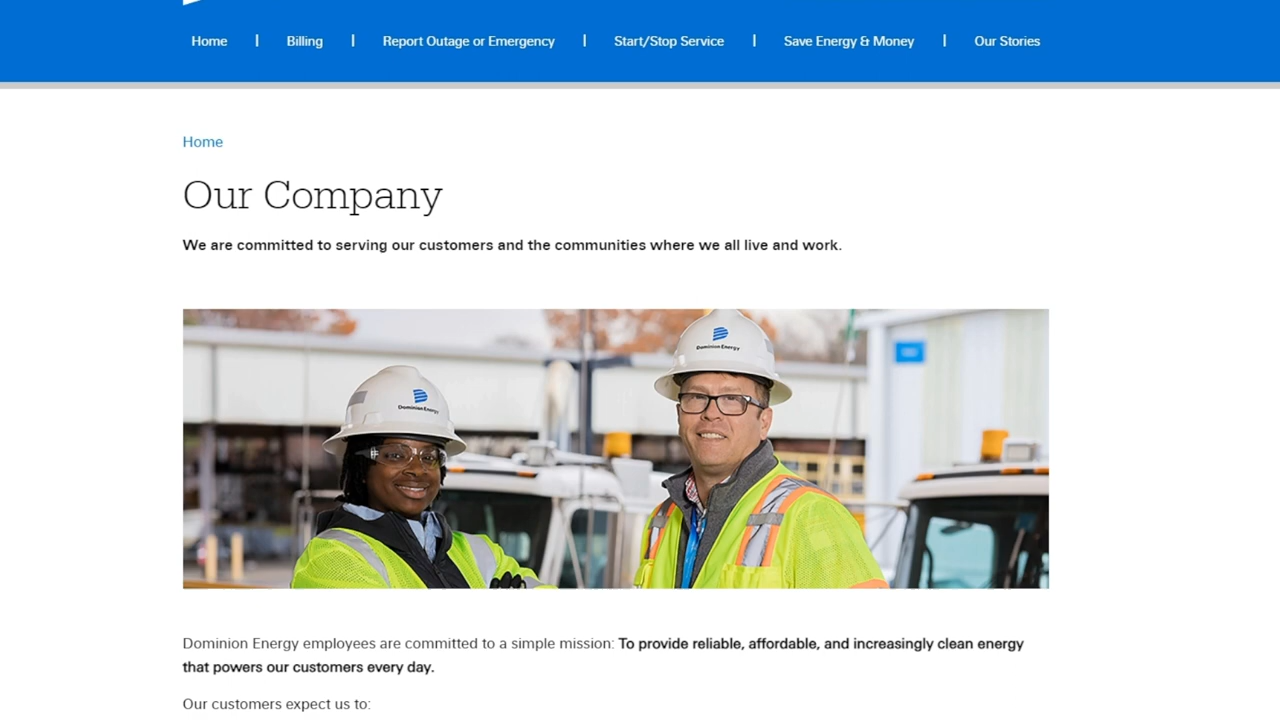 Home | Billing | Report Outage or Emergency | Start/Stop Service | Save Energy & Money | Our Stories
Home
Our Company
We are committed to serving our customers and the communities where we all live and work.
Dominion Energy
Dominion Energy
Dominion Energy employees are committed to a simple mission: To provide reliable, affordable, and increasingly clean energy
that powers our customers every day.
Our customers expect us to: